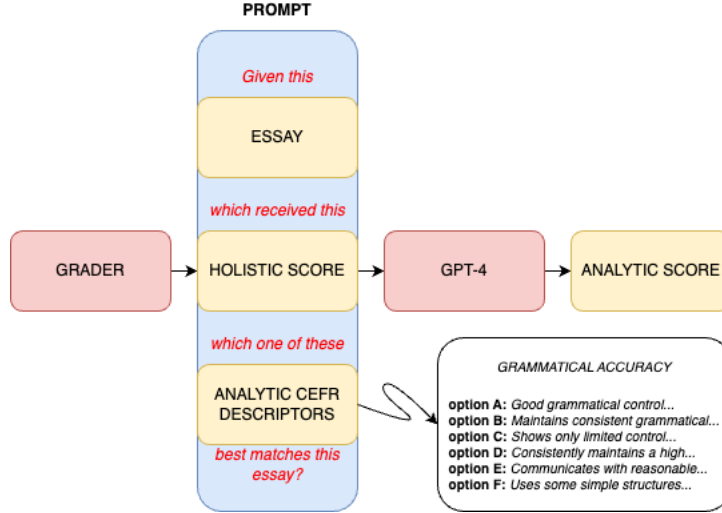 PROMPT
Given this
ESSAY
which received this
GRADER
HOLISTIC SCORE
GPT-4
ANALYTIC SCORE
which one of these
ANALYTIC CEFR
DESCRIPTORS
best matches this
essay?
GRAMMATICAL ACCURACY
option A: Good grammatical control...
option B: Maintains consistent grammatical...
option C: Shows only limited control...
option D: Consistently maintains a high...
option E: Communicates with reasonable...
option F: Uses some simple structures...